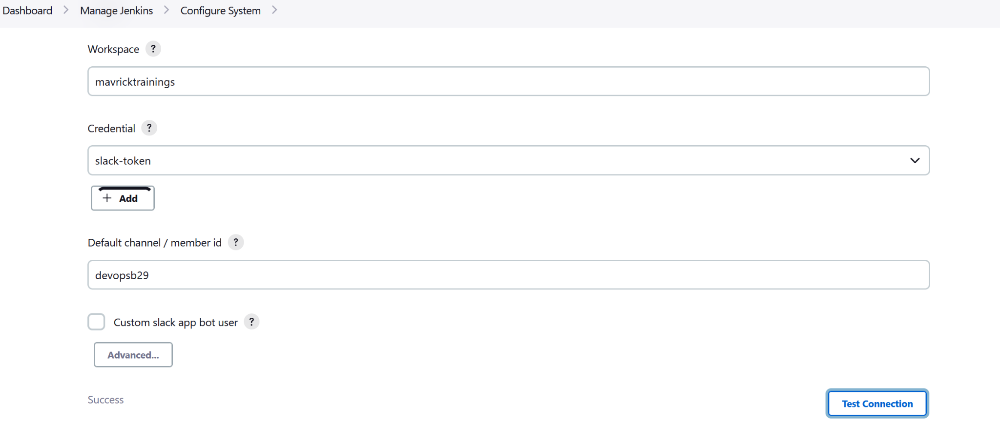 Dashboard > Manage Jenkins > Configure System >
Workspace ?
mavricktrainings
Credential ?
slack-token
+ Add
Default channel / member id ?
devopsb29
Custom slack app bot user ?
Advanced...
Success
Test Connection